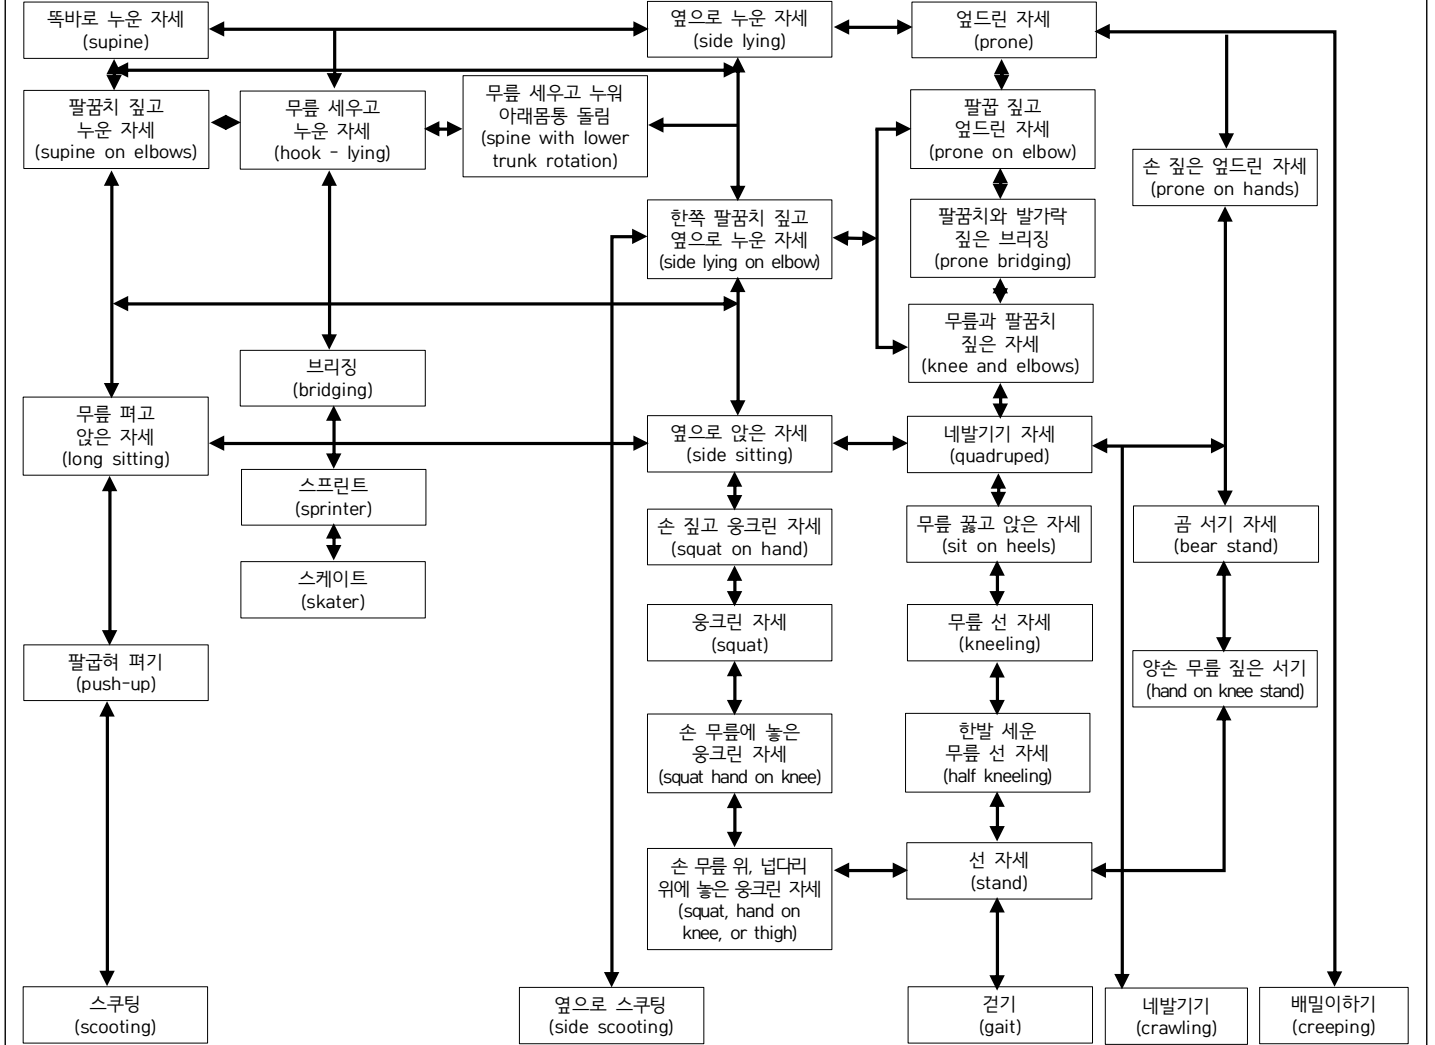 똑바로 누운 자세
(supine)
옆으로 누운 자세
(side lying)
엎드린 자세
(prone)
팔꿈치 짚고
누운 자세
(supine on elbows)
무릎 세우고
누운 자세
(hook - lying)
무릎 세우고 누워
아래몸통 돌림
(spine with lower
trunk rotation)
팔꿉 짚고
엎드린 자세
(prone on elbow)
손 짚은 엎드린 자세
(prone on hands)
한쪽 팔꿈치 짚고
옆으로 누운 자세
(side lying on elbow)
팔꿈치와 발가락
짚은 브리징
(prone bridging)
무릎과 팔꿈치
짚은 자세
(knee and elbows)
브리징
(bridging)
무릎 펴고
앉은 자세
(long sitting)
옆으로 앉은 자세
(side sitting)
네발기기 자세
(quadruped)
스프린트
(sprinter)
손 짚고 웅크린 자세
(squat on hand)
무릎 꿇고 앉은 자세
(sit on heels)
곰 서기 자세
(bear stand)
스케이트
(skater)
웅크린 자세
(squat)
무릎 선 자세
(kneeling)
팔굽혀 펴기
(push-up)
양손 무릎 짚은 서기
(hand on knee stand)
손 무릎에 놓은
웅크린 자세
(squat hand on knee)
한발 세운
무릎 선 자세
(half kneeling)
손 무릎 위, 넙다리
위에 놓은 웅크린 자세
(squat, hand on
knee, or thigh)
선 자세
(stand)
스쿠팅
(scooting)
옆으로 스쿠팅
(side scooting)
걷기
(gait)
네발기기
(crawling)
배밀이하기
(creeping)